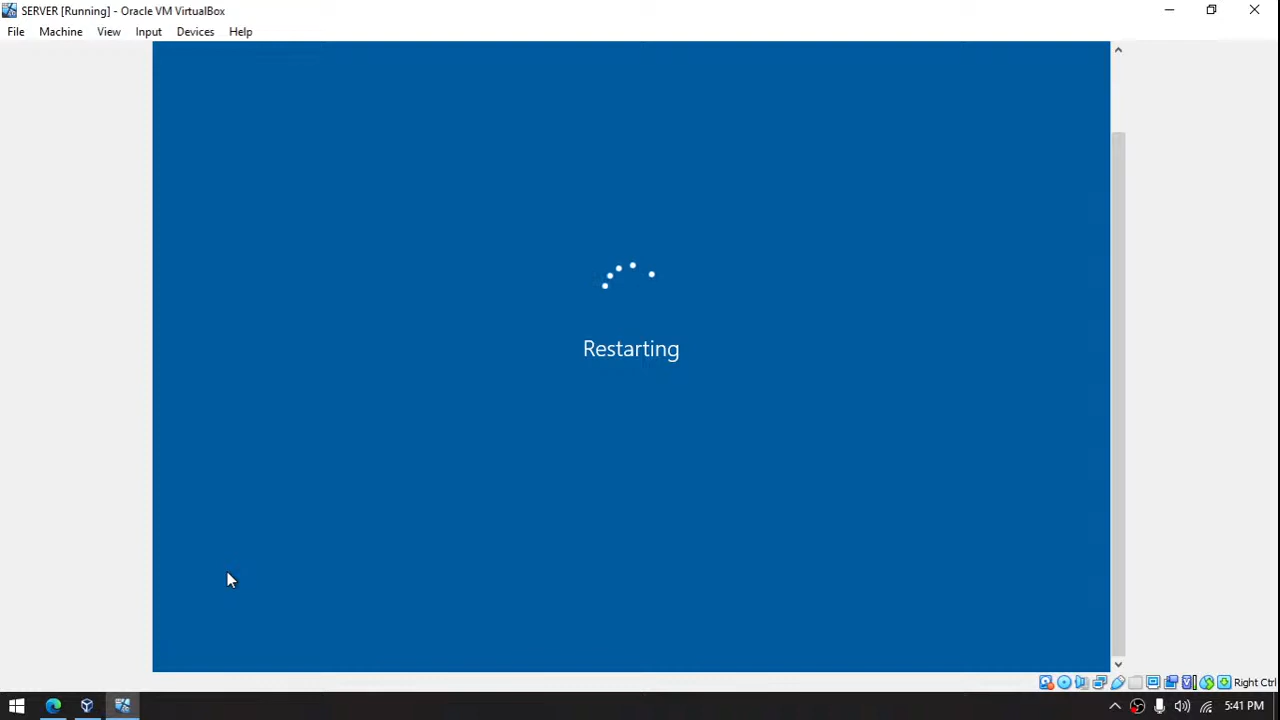 SERVER [Running] - Oracle VM VirtualBox
File Machine View Input Devices Help
Restarting
Right Ctrl
5:41 PM